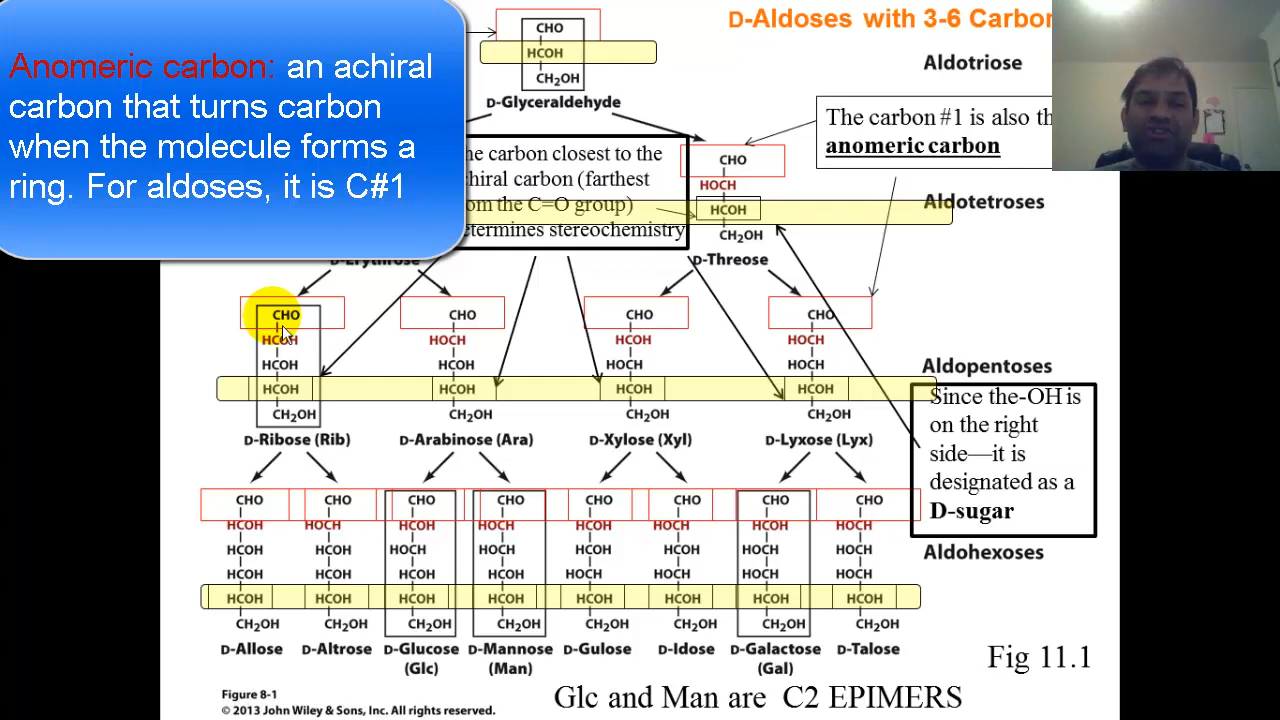 Anomeric carbon: an achiral
carbon that turns carbon
when the molecule forms a
ring. For aldoses, it is C#1
D-Aldoses with 3-6 Carbon
CHO
HCOH
CH2OH
D-Glyceraldehyde
Aldotriose
The carbon #1 is also th
anomeric carbon
he carbon closest to the
hiral carbon (farthest
om the C=O group)
etermines stereochemistry
CHO
HOCH
HCOH
CH2OH
D-Threose
Aldotetroses
D-Erythrose
CHO CHO CHO CHO
HCOH HOCH HCOH HOCH
HCOH HCOH HOCH HOCH
HCOH HCOH HCOH HCOH
CH2OH CH2OH CH2OH CH2OH
D-Ribose (Rib) D-Arabinose (Ara) D-Xylose (Xyl) D-Lyxose (Lyx)
Aldopentoses
Since the-OH is
on the right
side—it is
designated as a
D-sugar
CHO CHO CHO CHO CHO CHO CHO CHO
HCOH HOCH HCOH HOCH HCOH HOCH HCOH HOCH
HCOH HCOH HOCH HOCH HCOH HCOH HOCH HOCH
HCOH HCOH HCOH HCOH HOCH HOCH HOCH HOCH
HCOH HCOH HCOH HCOH HCOH HCOH HCOH HCOH
CH2OH CH2OH CH2OH CH2OH CH2OH CH2OH CH2OH CH2OH
Aldohexoses
D-Allose D-Altrose D-Glucose D-Mannose D-Gulose D-Idose D-Galactose D-Talose
(Glc) (Man) (Gal)
Fig 11.1
Figure 8-1
© 2013 John Wiley & Sons, Inc. All rights reserved.
Glc and Man are C2 EPIMERS